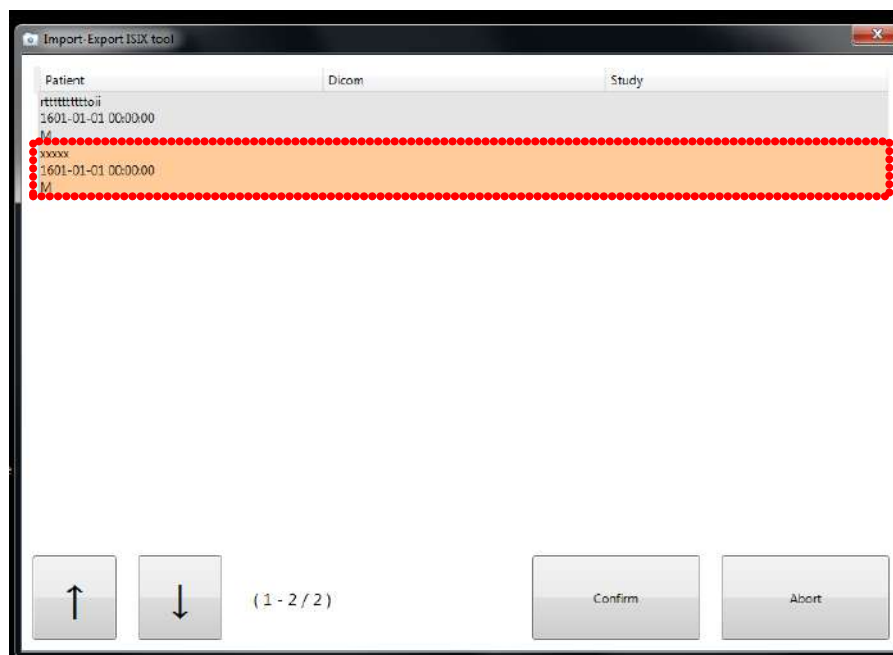 Import-Export ISIX tool
Patient Dicom Study
1601-01-01 00:00:00
M
xxxxx
1601-01-01 00:00:00
M
↑ ↓ ( 1 - 2 / 2 ) Confirm Abort